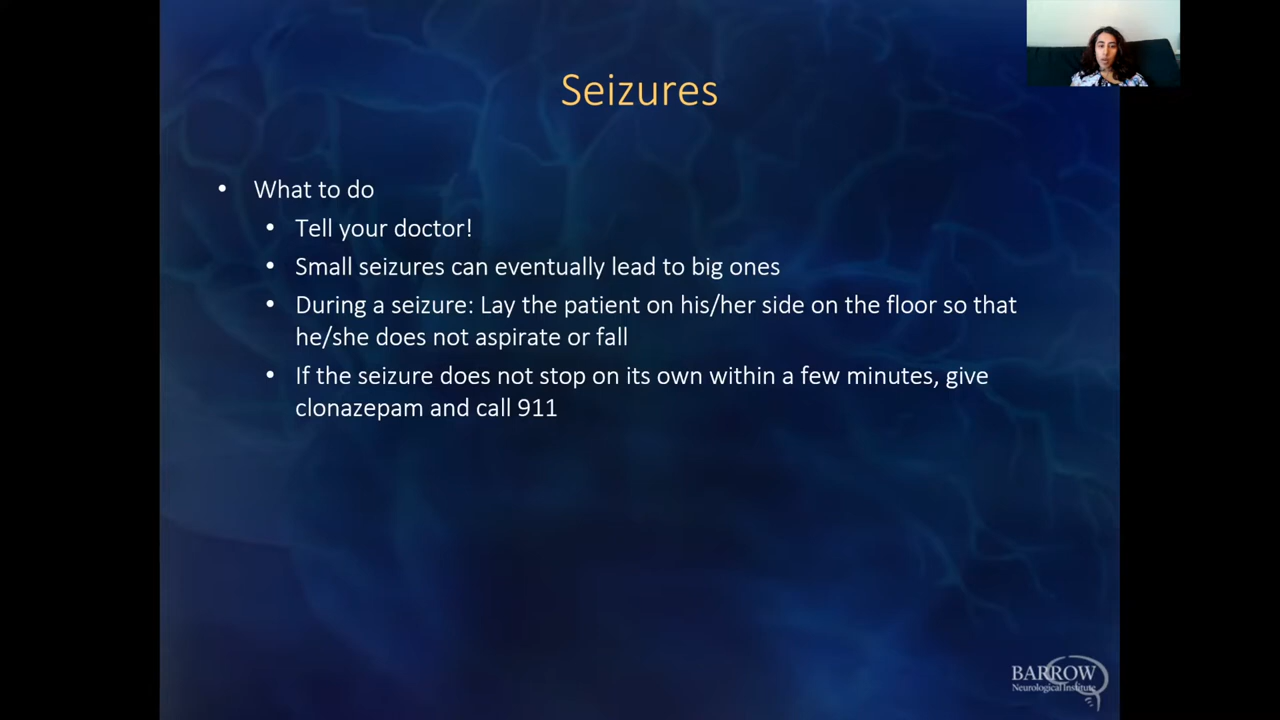 Seizures
• What to do
• Tell your doctor!
• Small seizures can eventually lead to big ones
• During a seizure: Lay the patient on his/her side on the floor so that
he/she does not aspirate or fall
• If the seizure does not stop on its own within a few minutes, give
clonazepam and call 911
BARROW
Neurological Institute